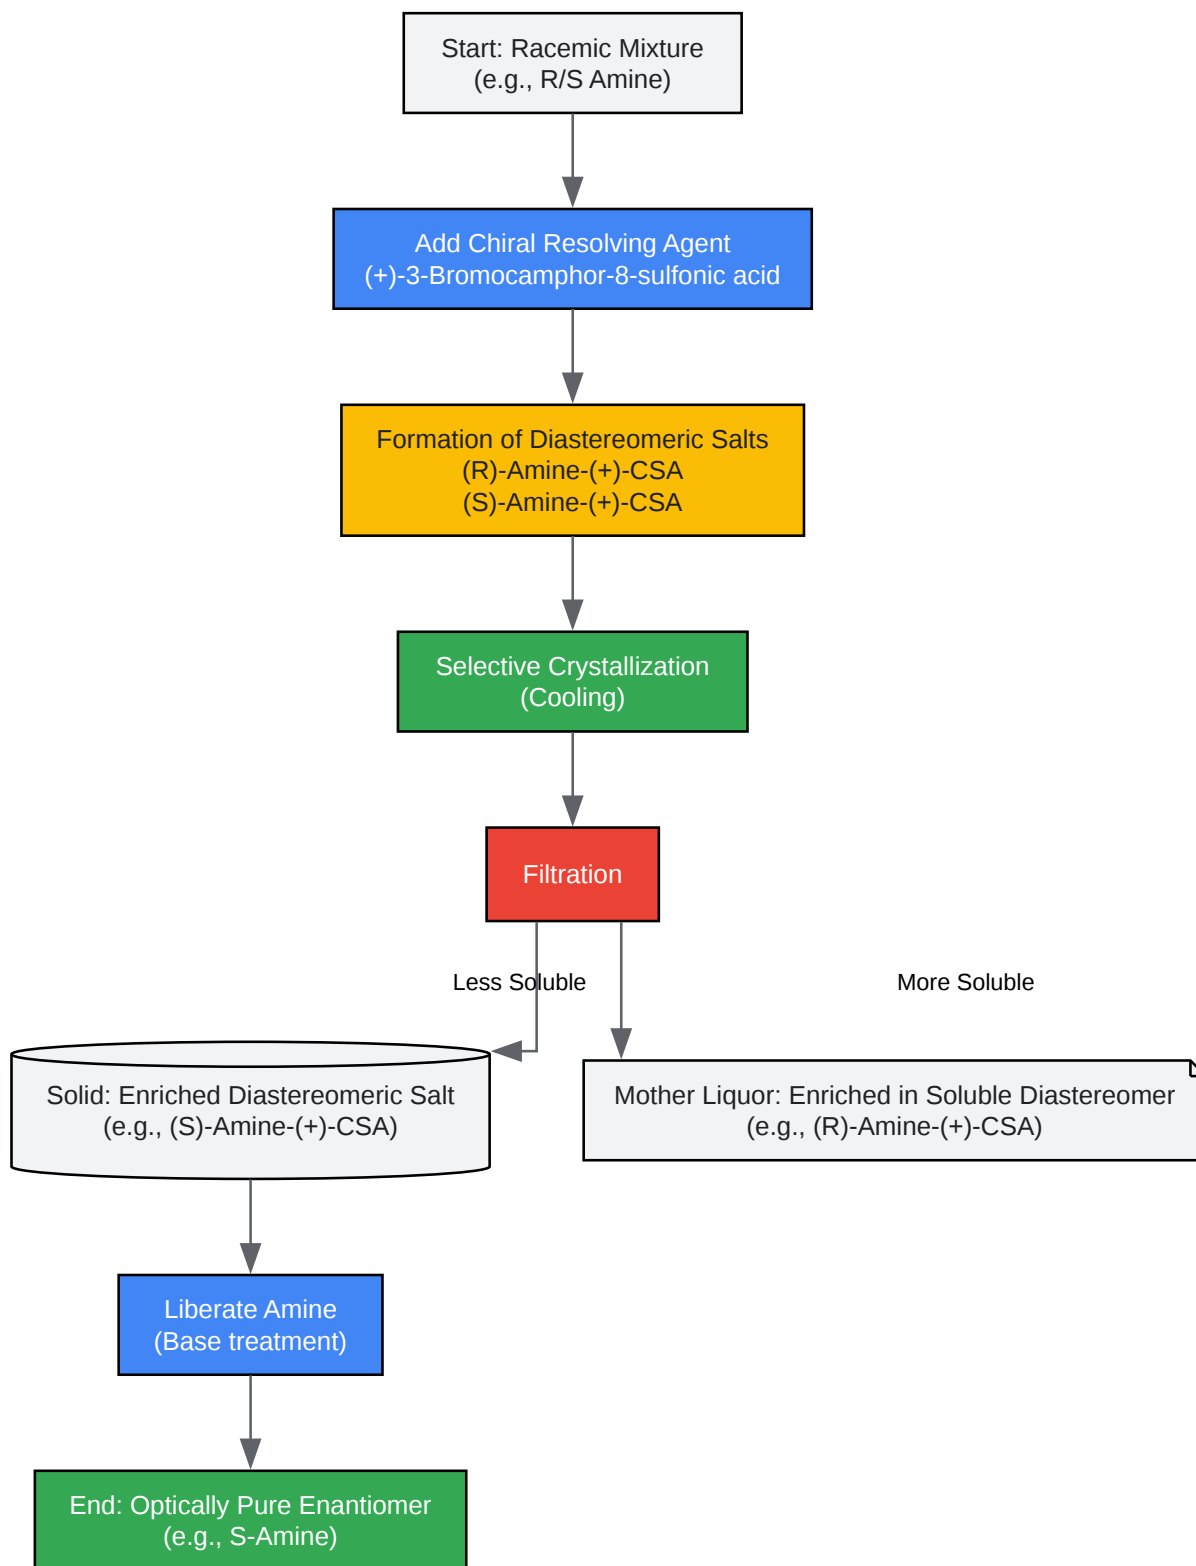 Start: Racemic Mixture
(e.g., R/S Amine)
Add Chiral Resolving Agent
(+)-3-Bromocamphor-8-sulfonic acid
Formation of Diastereomeric Salts
(R)-Amine-(+)-CSA
(S)-Amine-(+)-CSA
Selective Crystallization
(Cooling)
Filtration
Less Soluble
More Soluble
Solid: Enriched Diastereomeric Salt
(e.g., (S)-Amine-(+)-CSA)
Mother Liquor: Enriched in Soluble Diastereomer
(e.g., (R)-Amine-(+)-CSA)
Liberate Amine
(Base treatment)
End: Optically Pure Enantiomer
(e.g., S-Amine)